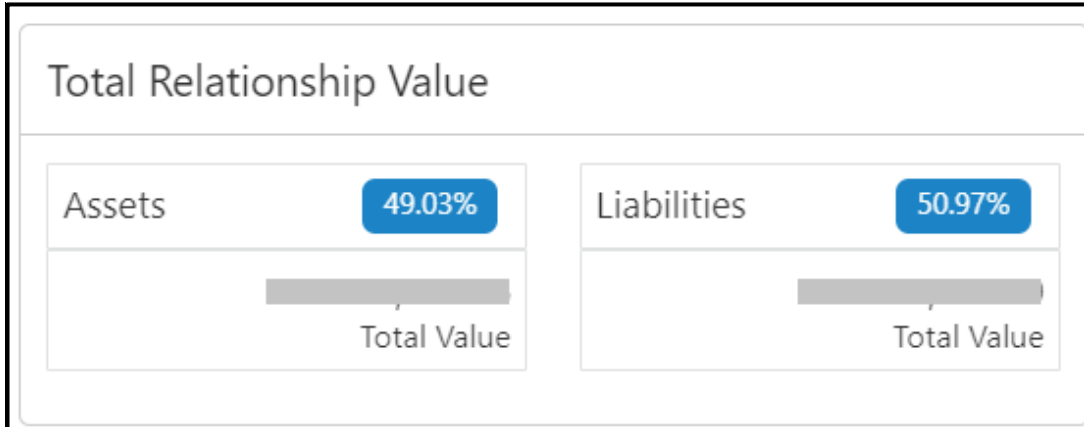 Total Relationship Value
Assets 49.03%
Liabilities 50.97%
Total Value
Total Value